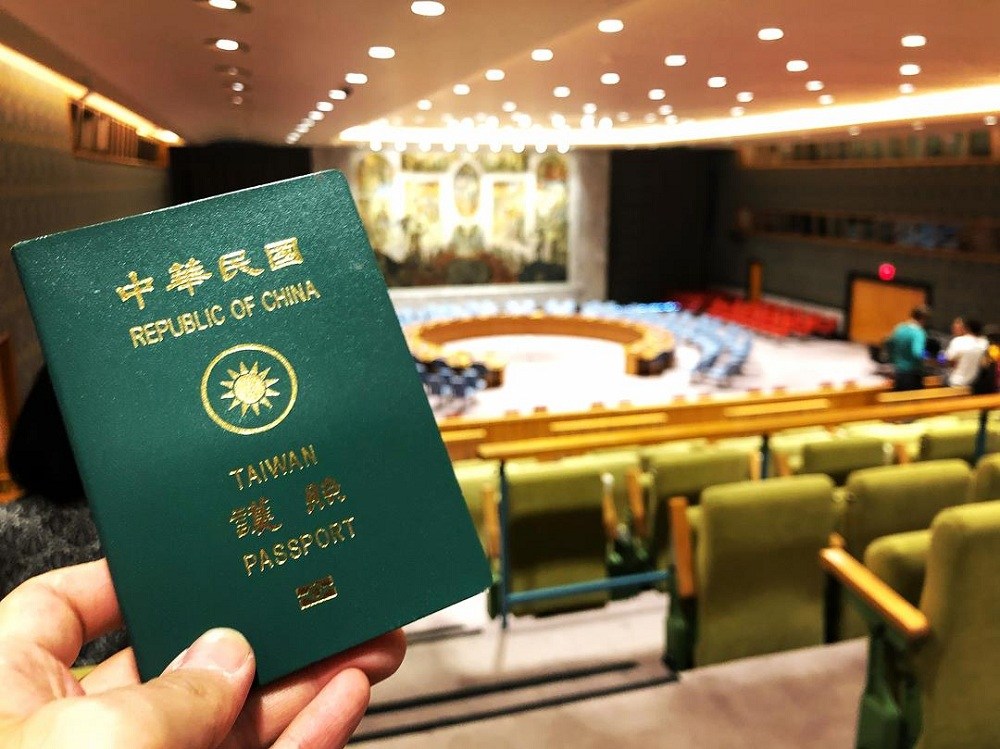 中華民國
REPUBLIC OF CHINA
TAIWAN
護 照
PASSPORT